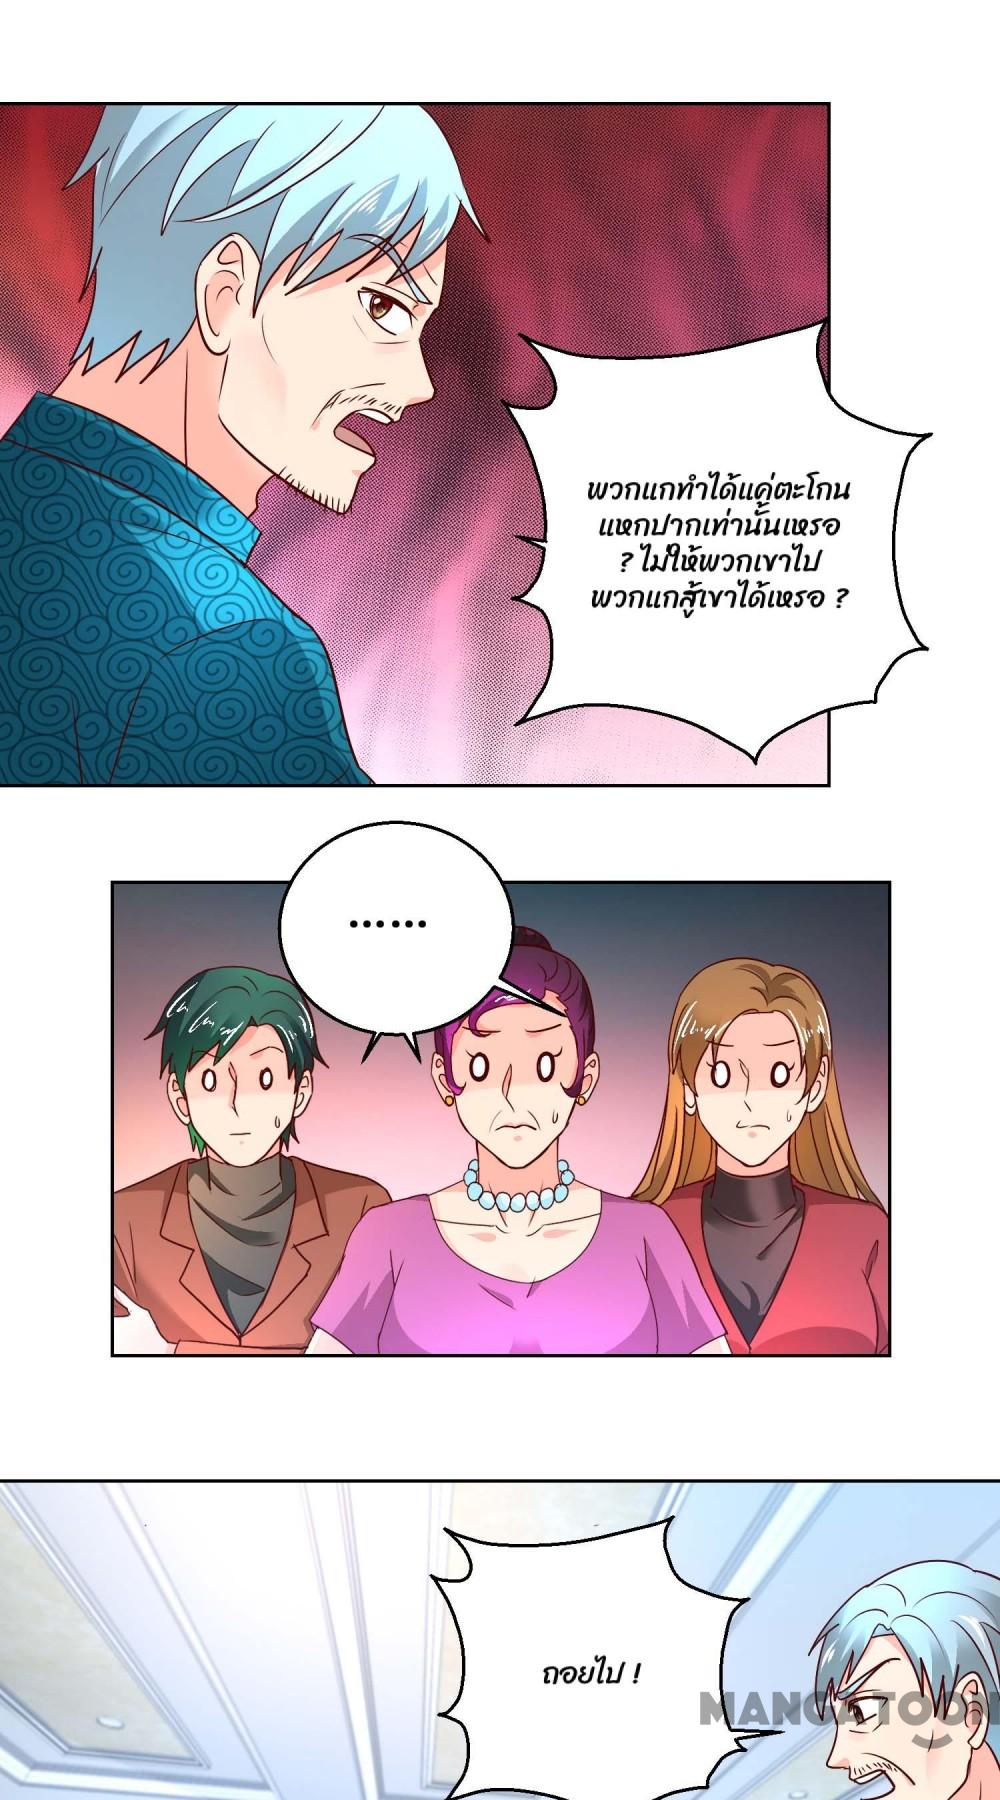 พวกแกทำได้แค่ตะโกน
แหกปากเท่านั้นเหรอ
? ไม่ให้พวกเขาไป
พวกแกสู้เขาได้เหรอ ?
……
ถอยไป !
MANGATOON